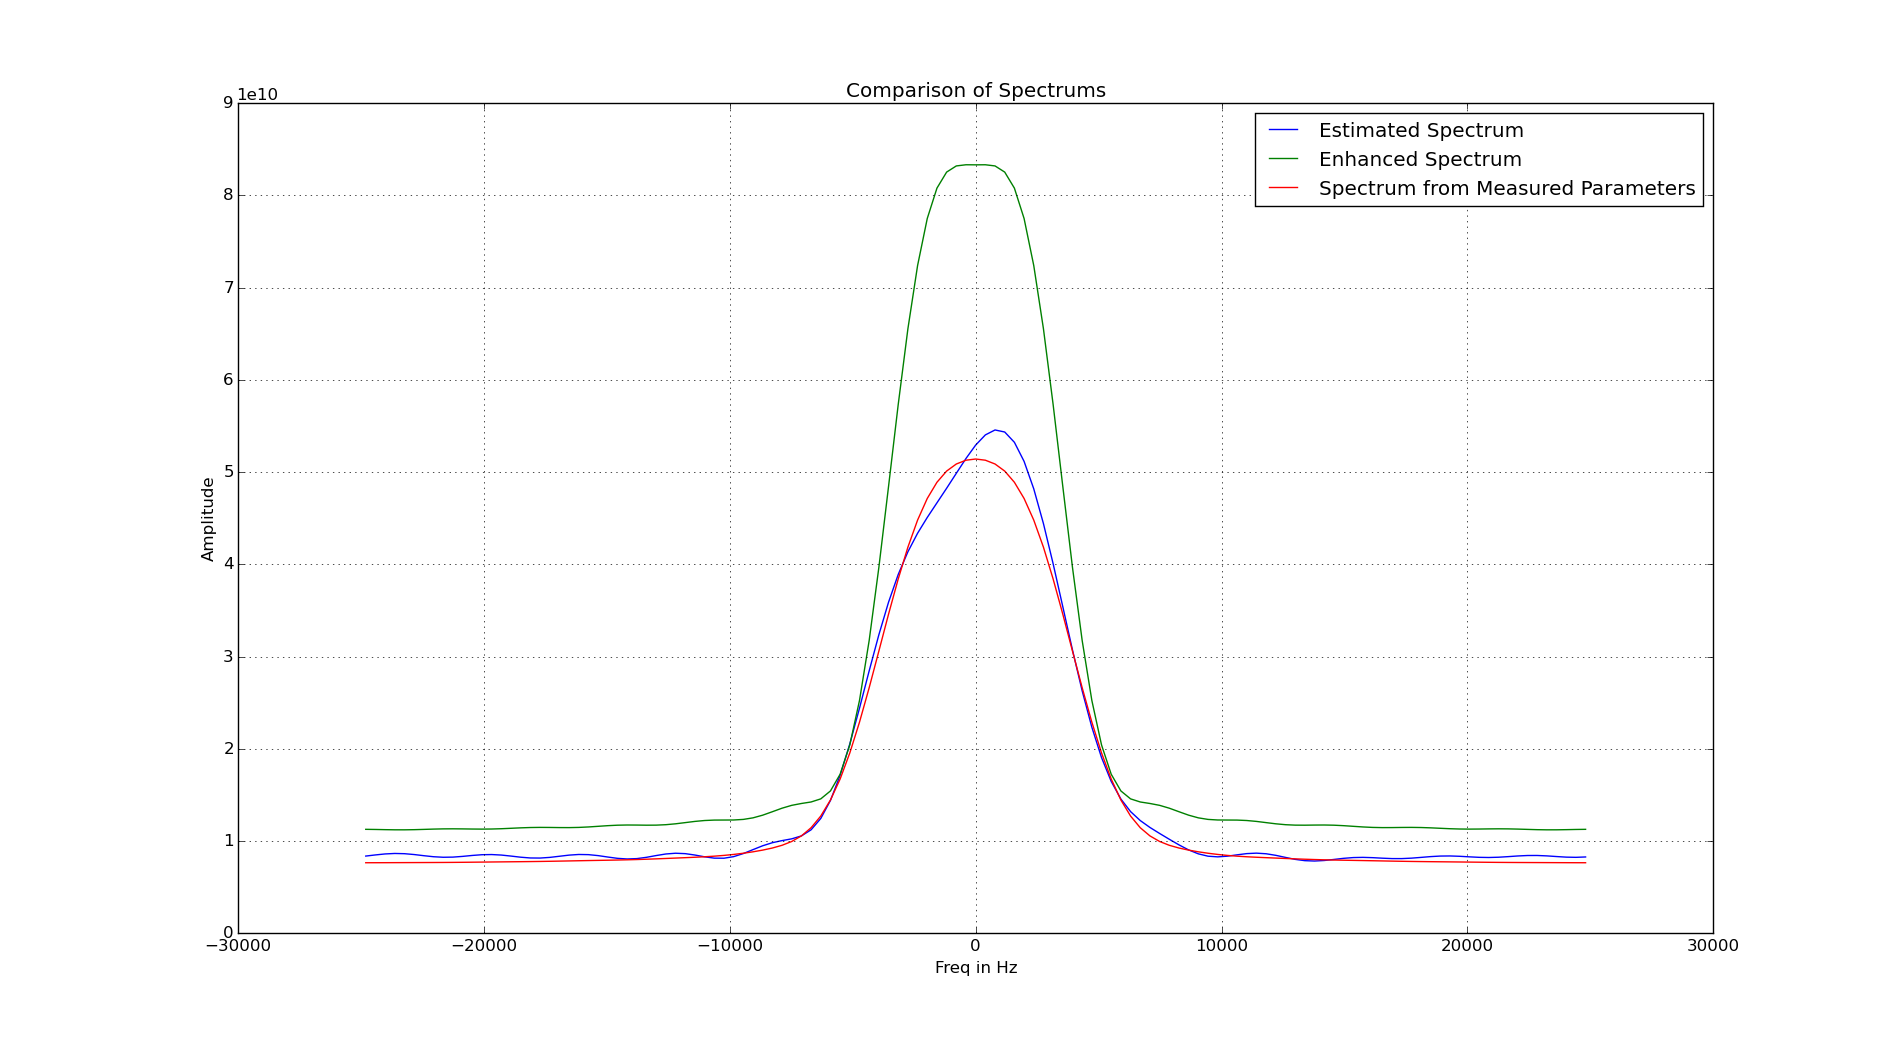 Comparison of Spectrums
1e10
9
8
7
6
5
4
3
2
1
0
Amplitude
Estimated Spectrum
Enhanced Spectrum
Spectrum from Measured Parameters
−30000 −20000 −10000 0 10000 20000 30000
Freq in Hz